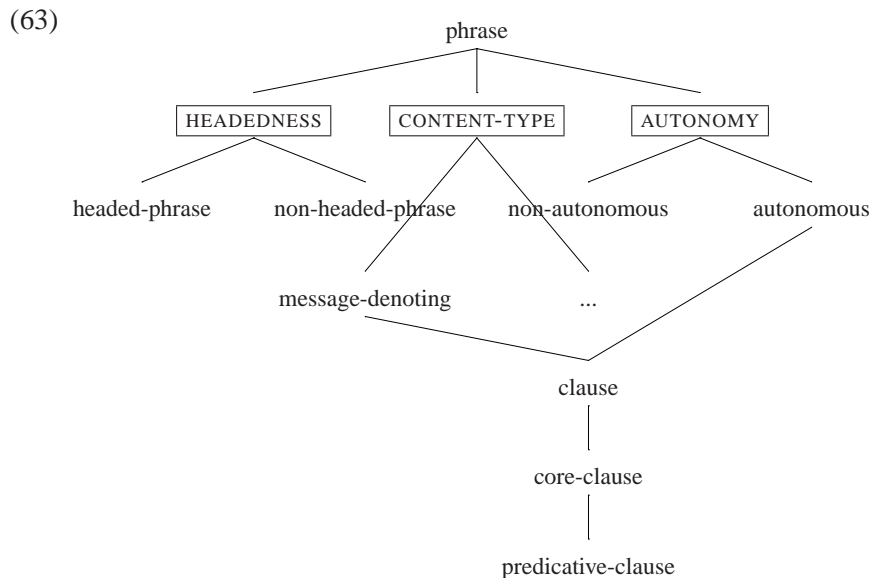 (63)
phrase
HEADEDNESS CONTENT-TYPE AUTONOMY
headed-phrase non-headed-phrase non-autonomous autonomous
message-denoting ...
clause
core-clause
predicative-clause